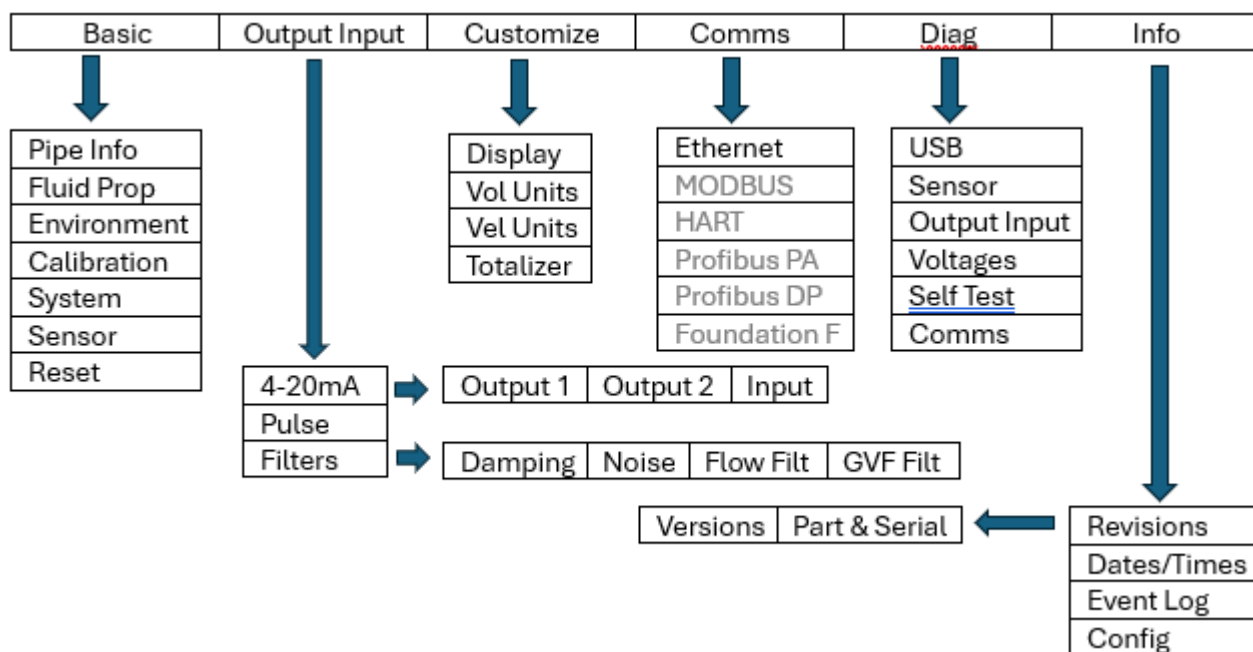 Basic Output Input Customize Comms Diag Info
Pipe Info
Fluid Prop
Environment
Calibration
System
Sensor
Reset
4-20mA
Pulse
Filters
Output 1 Output 2 Input
Damping Noise Flow Filt GVF Filt
Display
Vol Units
Vel Units
Totalizer
Ethernet
MODBUS
HART
Profibus PA
Profibus DP
Foundation F
USB
Sensor
Output Input
Voltages
Self Test
Comms
Versions Part & Serial
Revisions
Dates/Times
Event Log
Config